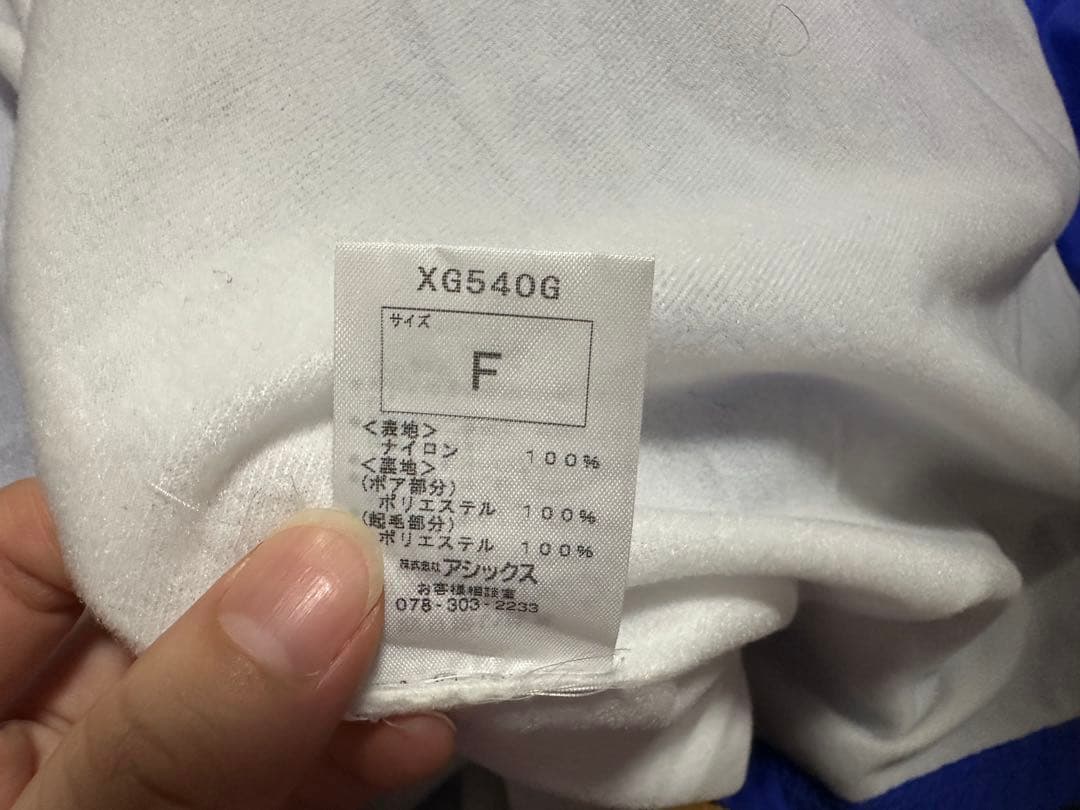 XG540G
サイズ
F
<表地>
ナイロン 100%
<裏地>
(ボア部分)
ポリエステル 100%
(起毛部分)
ポリエステル 100%
株式会社アシックス
お客様相談室
078-303-2233